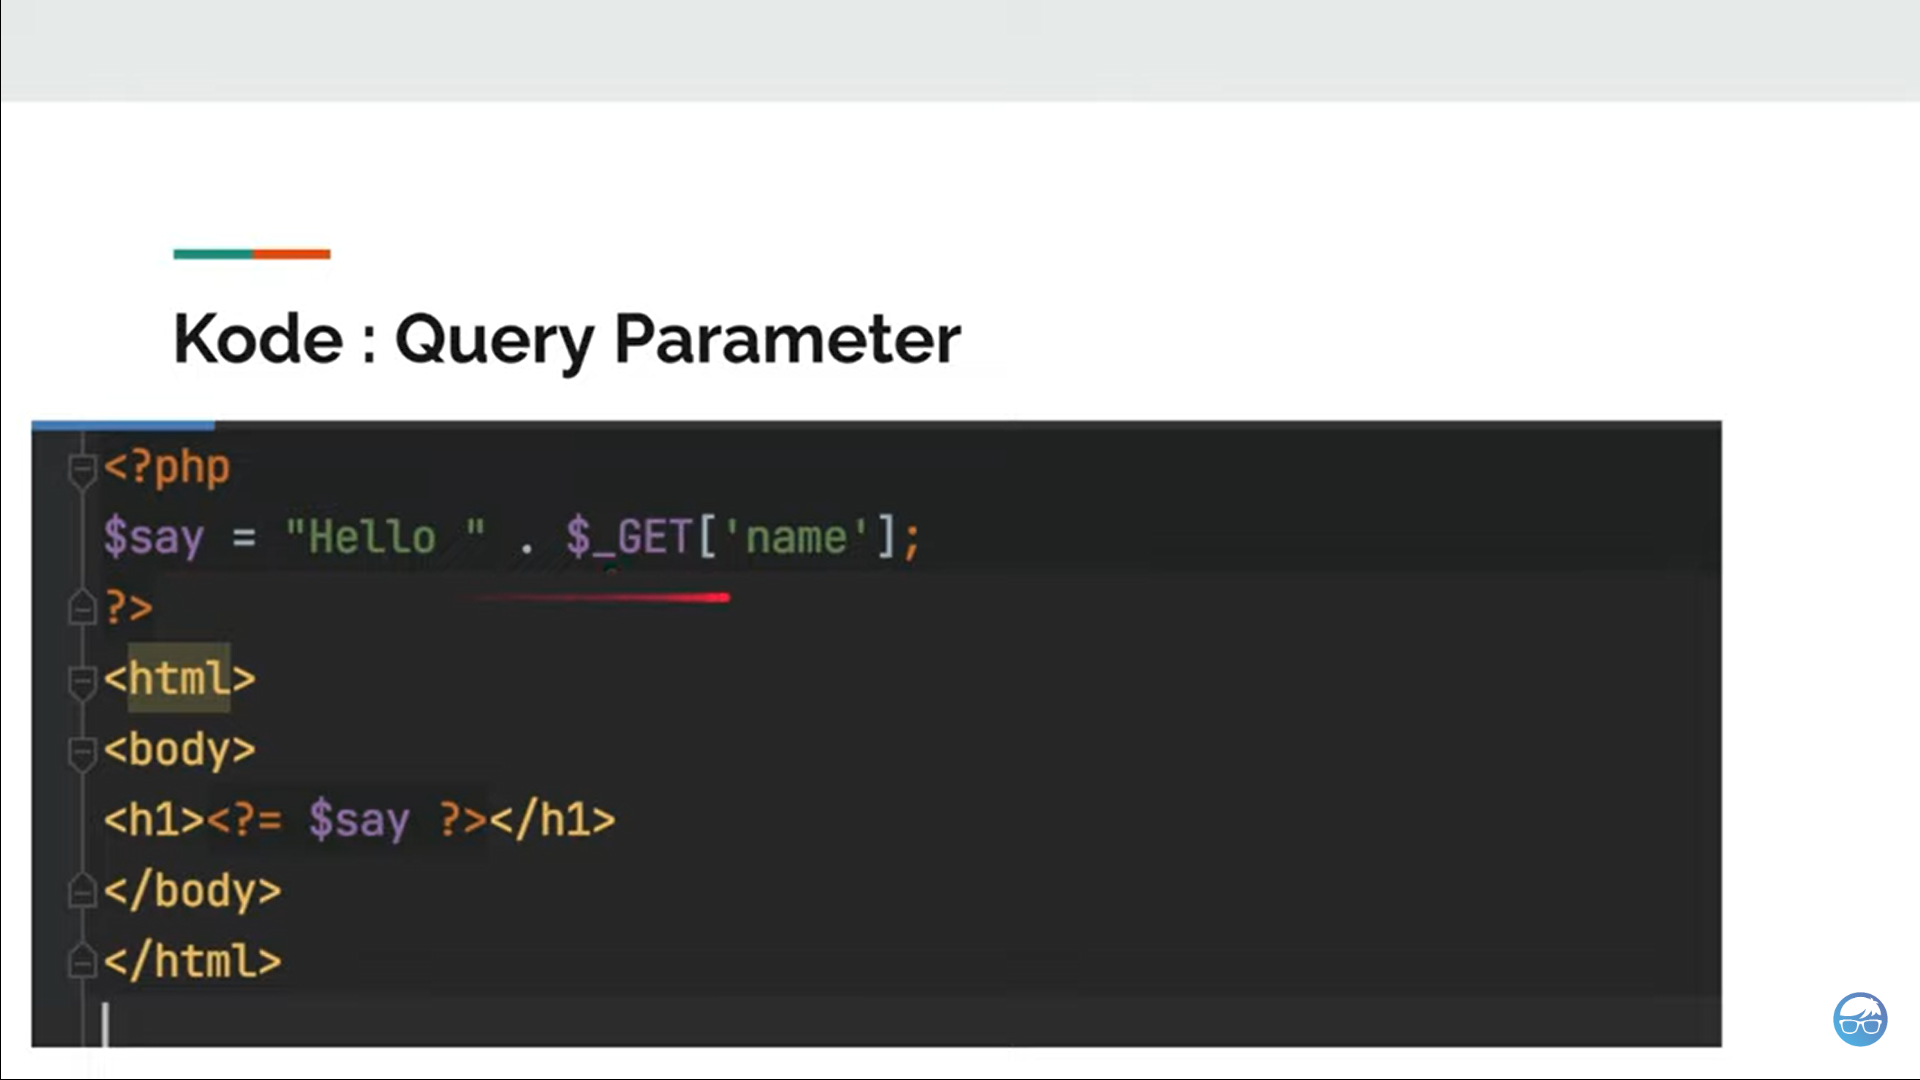 Kode : Query Parameter
<?php
$say = "Hello " . $_GET['name'];
?>
<html>
<body>
<h1><?= $say ?></h1>
</body>
</html>